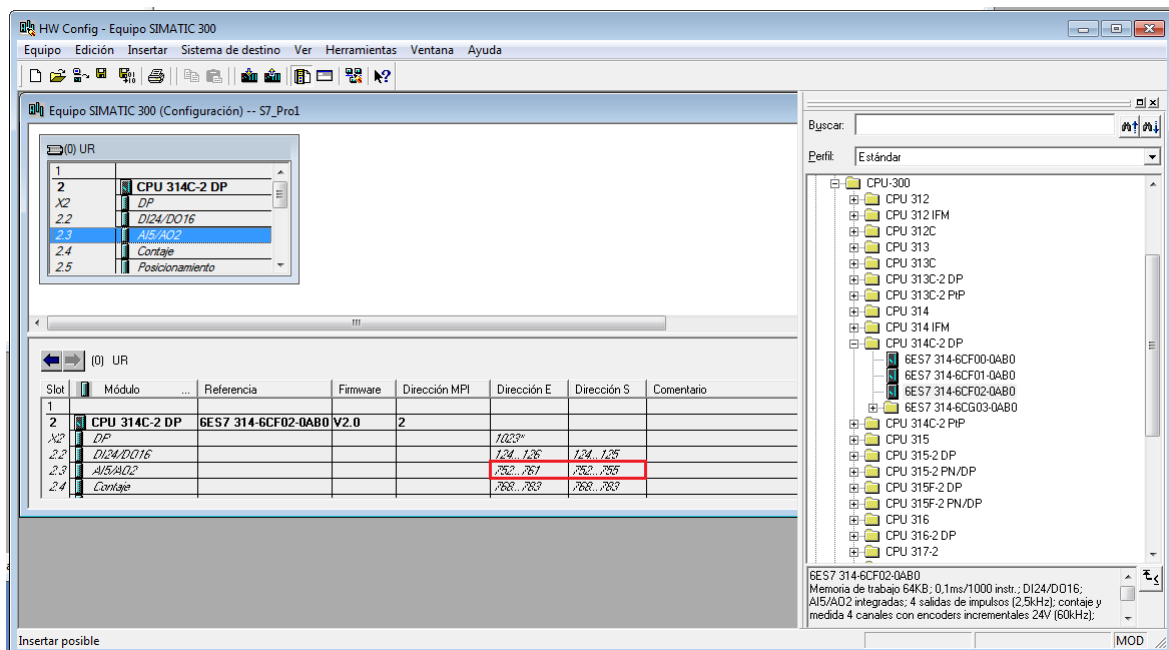 HW Config - Equipo SIMATIC 300
Equipo Edición Insertar Sistema de destino Ver Herramientas Ventana Ayuda
Equipo SIMATIC 300 (Configuración) -- S7_Pro1
(0) UR
1
2 CPU 314C-2 DP
X2 DP
2.2 DI24/DO16
2.3 AI5/AO2
2.4 Contaje
2.5 Posicionamiento
(0) UR
Slot Módulo ... Referencia Firmware Dirección MPI Dirección E Dirección S Comentario
1
2 CPU 314C-2 DP 6ES7 314-6CF02-0AB0 V2.0 2
X2 DP 1023*
2.2 DI24/DO16 124...126 124...125
2.3 AI5/AO2 752...761 752...755
2.4 Contaje 768...783 768...783
Buscar:
Perfil: Estándar
CPU-300
CPU 312
CPU 312 IFM
CPU 312C
CPU 313
CPU 313C
CPU 313C-2 DP
CPU 313C-2 PtP
CPU 314
CPU 314 IFM
CPU 314C-2 DP
6ES7 314-6CF00-0AB0
6ES7 314-6CF01-0AB0
6ES7 314-6CF02-0AB0
6ES7 314-6CG03-0AB0
CPU 314C-2 PtP
CPU 315
CPU 315-2 DP
CPU 315-2 PN/DP
CPU 315F-2 DP
CPU 315F-2 PN/DP
CPU 316
CPU 316-2 DP
CPU 317-2
6ES7 314-6CF02-0AB0
Memoria de trabajo 64KB; 0,1ms/1000 instr.; DI24/DO16;
AI5/AO2 integradas; 4 salidas de impulsos (2,5kHz); contaje y
medida 4 canales con encoders incrementales 24V (60kHz);
Insertar posible
MOD